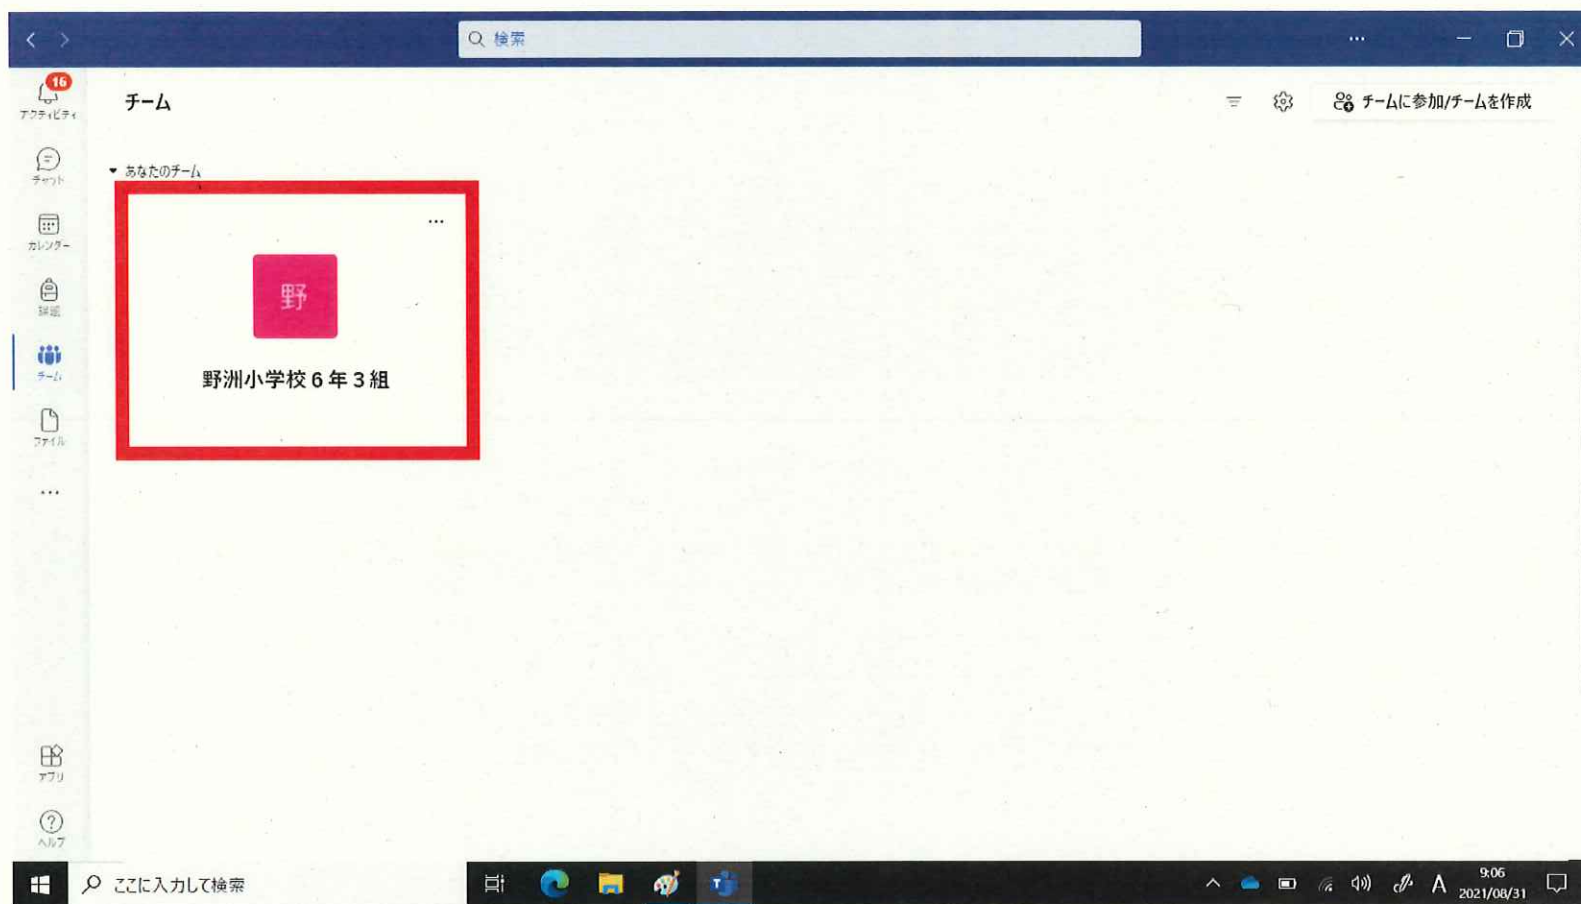 検索
16
アクティビティ
チーム
チームに参加/チームを作成
チャット
あなたのチーム
カレンダー
野
課題
チーム
野洲小学校6年3組
ファイル
アプリ
ヘルプ
ここに入力して検索
A
9:06
2021/08/31